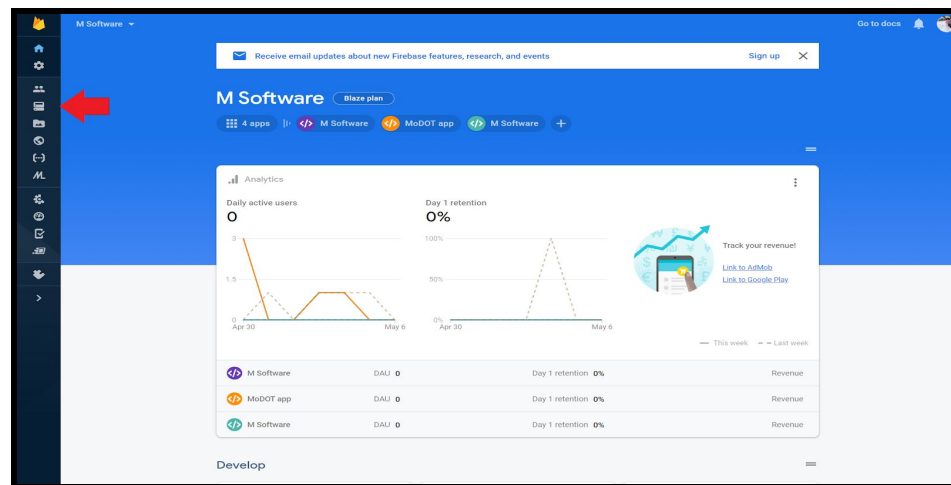 M Software Go to docs
Receive email updates about new Firebase features, research, and events Sign up
M Software Blaze plan
4 apps M Software MoDOT app M Software
Analytics
Daily active users Day 1 retention
0 0%
3 100%
1.5 50%
0 0%
Apr 30 May 6 Apr 30 May 6
Track your revenue!
Link to AdMob
Link to Google Play
This week Last week
M Software DAU 0 Day 1 retention 0% Revenue
MoDOT app DAU 0 Day 1 retention 0% Revenue
M Software DAU 0 Day 1 retention 0% Revenue
Develop